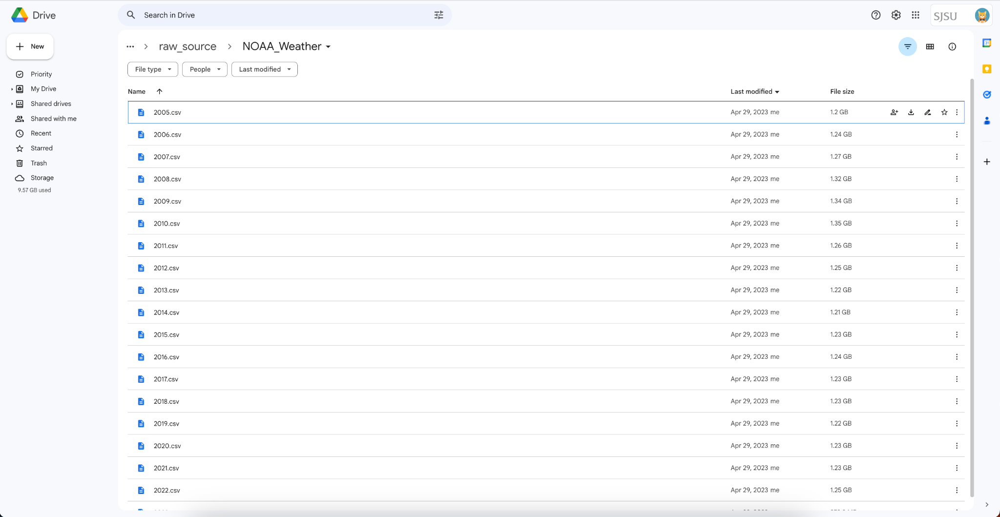 Drive
Search in Drive
SJSU
New
raw_source
NOAA_Weather
File type
People
Last modified
Priority
My Drive
Shared drives
Shared with me
Recent
Starred
Trash
Storage
9.57 GB used
31
Name Last modified File size
2005.csv Apr 29, 2023 me 1.2 GB
2006.csv Apr 29, 2023 me 1.24 GB
2007.csv Apr 29, 2023 me 1.27 GB
2008.csv Apr 29, 2023 me 1.32 GB
2009.csv Apr 29, 2023 me 1.34 GB
2010.csv Apr 29, 2023 me 1.35 GB
2011.csv Apr 29, 2023 me 1.26 GB
2012.csv Apr 29, 2023 me 1.25 GB
2013.csv Apr 29, 2023 me 1.22 GB
2014.csv Apr 29, 2023 me 1.21 GB
2015.csv Apr 29, 2023 me 1.23 GB
2016.csv Apr 29, 2023 me 1.24 GB
2017.csv Apr 29, 2023 me 1.23 GB
2018.csv Apr 29, 2023 me 1.23 GB
2019.csv Apr 29, 2023 me 1.22 GB
2020.csv Apr 29, 2023 me 1.23 GB
2021.csv Apr 29, 2023 me 1.23 GB
2022.csv Apr 29, 2023 me 1.25 GB